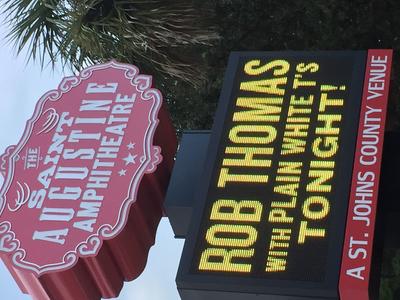 THE
SAINT
AUGUSTINE
AMPHITHEATRE
ROB THOMAS
WITH PLAIN WHITE T'S
TONIGHT!
A ST. JOHNS COUNTY VENUE